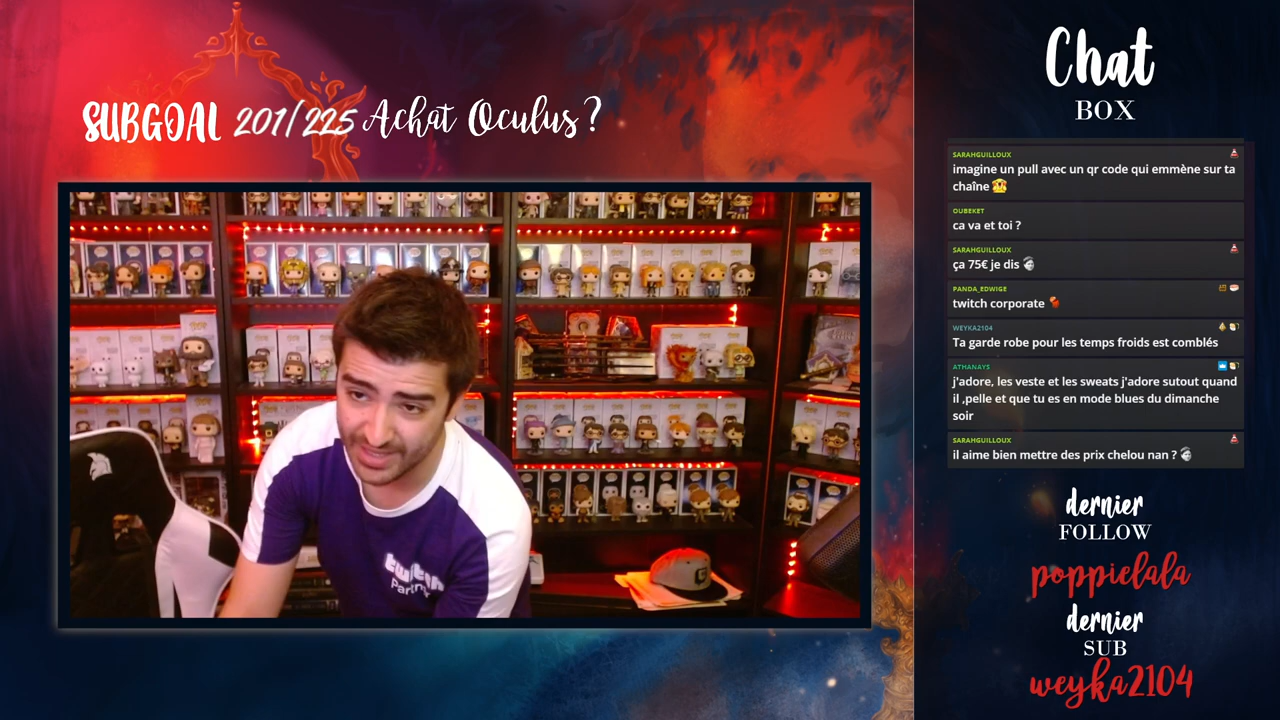 SUBGOAL 201/225 Achat Oculus ?
twitch
Partner
Chat
BOX
SARAHGUILLOUX
imagine un pull avec un qr code qui emmène sur ta
chaîne
OUBEKET
ca va et toi ?
SARAHGUILLOUX
ça 75€ je dis
PANDA_EDWIGE
twitch corporate
WEYKA2104
Ta garde robe pour les temps froids est comblés
ATHANAYS
j'adore, les veste et les sweats j'adore sutout quand
il ,pelle et que tu es en mode blues du dimanche
soir
SARAHGUILLOUX
il aime bien mettre des prix chelou nan ?
dernier
FOLLOW
poppielala
dernier
SUB
weyka2104